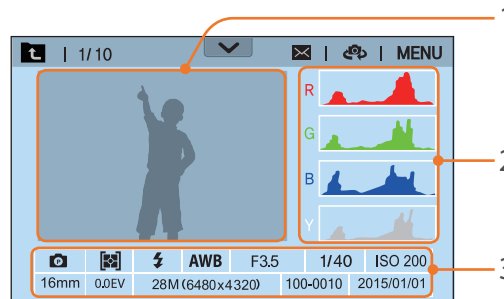 1
1/10 | | MENU
R
G
2
B
Y
AWB F3.5 1/40 ISO 200
3
16mm 0.0EV 28M (6480x4320) 100-0010 2015/01/01